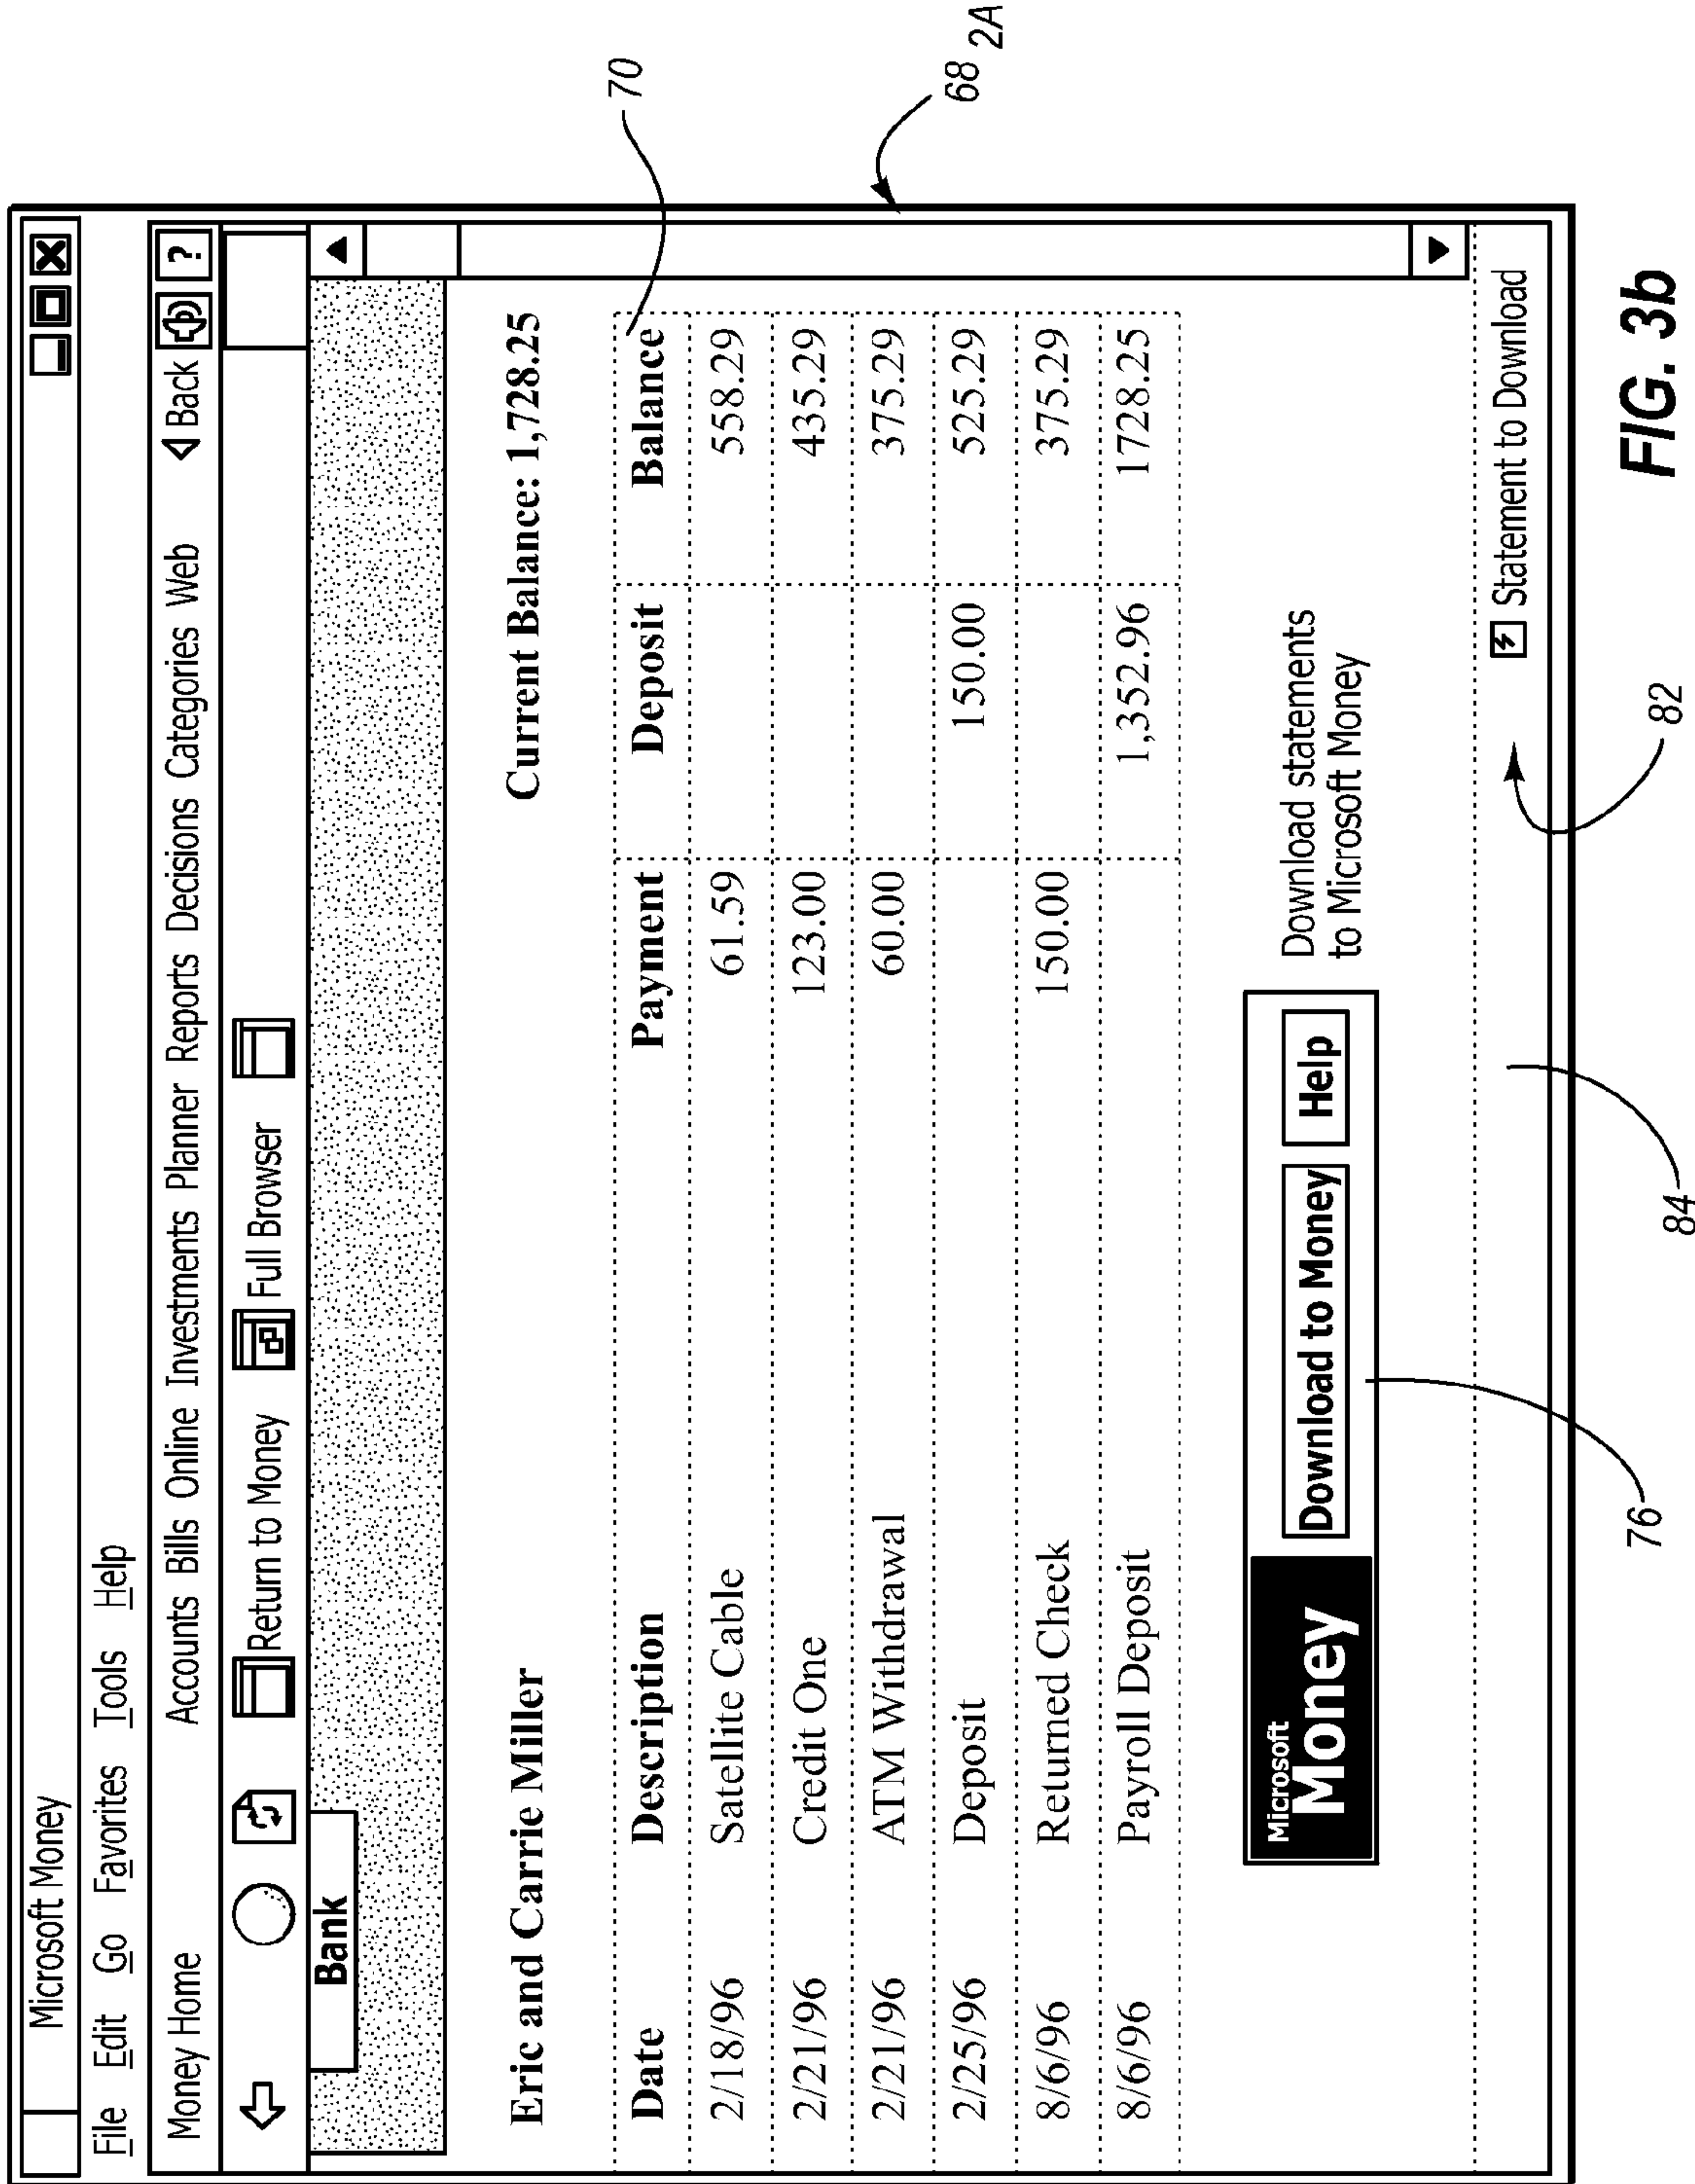 Microsoft Money
File Edit Go Favorites Tools Help
Money Home Accounts Bills Online Investments Planner Reports Decisions Categories Web Back ?
Return to Money Full Browser
Bank
Eric and Carrie Miller Current Balance: 1,728.25
Date Description Payment Deposit Balance
2/18/96 Satellite Cable 61.59 558.29
2/21/96 Credit One 123.00 435.29
2/21/96 ATM Withdrawal 60.00 375.29
2/25/96 Deposit 150.00 525.29
8/6/96 Returned Check 150.00 375.29
8/6/96 Payroll Deposit 1,352.96 1728.25
Microsoft
Money
Download to Money Help
Download statements
to Microsoft Money
Statement to Download
70
68 2A
76
84
82
FIG. 3b